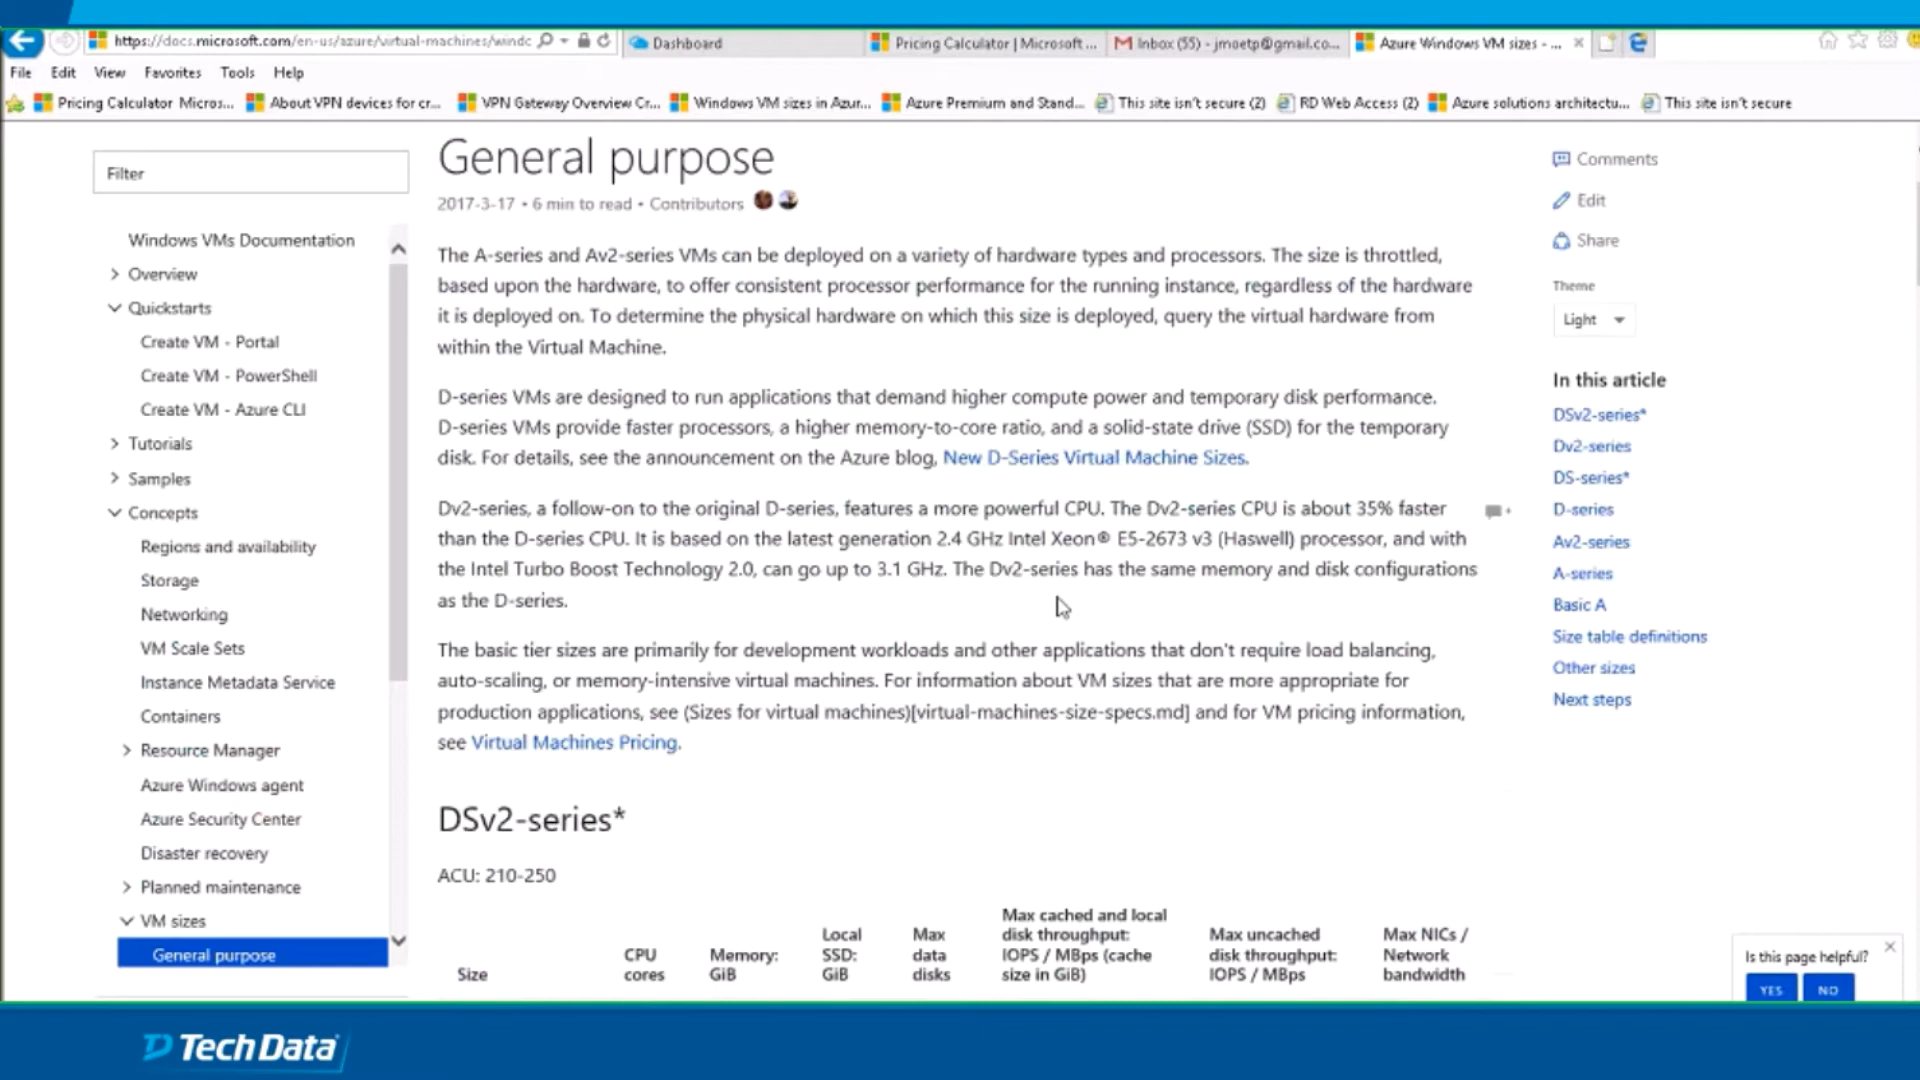 https://docs.microsoft.com/en-us/azure/virtual-machines/windc
Dashboard
Pricing Calculator | Microsoft ...
Inbox (55) - jmoetp@gmail.co...
Azure Windows VM sizes - ...
File Edit View Favorites Tools Help
Pricing Calculator Micros...
About VPN devices for cr...
VPN Gateway Overview Cr...
Windows VM sizes in Azur...
Azure Premium and Stand...
This site isn't secure (2)
RD Web Access (2)
Azure solutions architectu...
This site isn't secure
Filter
Windows VMs Documentation
Overview
Quickstarts
Create VM - Portal
Create VM - PowerShell
Create VM - Azure CLI
Tutorials
Samples
Concepts
Regions and availability
Storage
Networking
VM Scale Sets
Instance Metadata Service
Containers
Resource Manager
Azure Windows agent
Azure Security Center
Disaster recovery
Planned maintenance
VM sizes
General purpose
General purpose
2017-3-17 • 6 min to read • Contributors
The A-series and Av2-series VMs can be deployed on a variety of hardware types and processors. The size is throttled,
based upon the hardware, to offer consistent processor performance for the running instance, regardless of the hardware
it is deployed on. To determine the physical hardware on which this size is deployed, query the virtual hardware from
within the Virtual Machine.
D-series VMs are designed to run applications that demand higher compute power and temporary disk performance.
D-series VMs provide faster processors, a higher memory-to-core ratio, and a solid-state drive (SSD) for the temporary
disk. For details, see the announcement on the Azure blog, New D-Series Virtual Machine Sizes.
Dv2-series, a follow-on to the original D-series, features a more powerful CPU. The Dv2-series CPU is about 35% faster
than the D-series CPU. It is based on the latest generation 2.4 GHz Intel Xeon® E5-2673 v3 (Haswell) processor, and with
the Intel Turbo Boost Technology 2.0, can go up to 3.1 GHz. The Dv2-series has the same memory and disk configurations
as the D-series.
The basic tier sizes are primarily for development workloads and other applications that don't require load balancing,
auto-scaling, or memory-intensive virtual machines. For information about VM sizes that are more appropriate for
production applications, see (Sizes for virtual machines)[virtual-machines-size-specs.md] and for VM pricing information,
see Virtual Machines Pricing.
DSv2-series*
ACU: 210-250
Size
CPU
cores
Memory:
GiB
Local
SSD:
GiB
Max
data
disks
Max cached and local
disk throughput:
IOPS / MBps (cache
size in GiB)
Max uncached
disk throughput:
IOPS / MBps
Max NICs /
Network
bandwidth
Comments
Edit
Share
Theme
Light
In this article
DSv2-series*
Dv2-series
DS-series*
D-series
Av2-series
A-series
Basic A
Size table definitions
Other sizes
Next steps
Is this page helpful?
YES NO
Tech Data